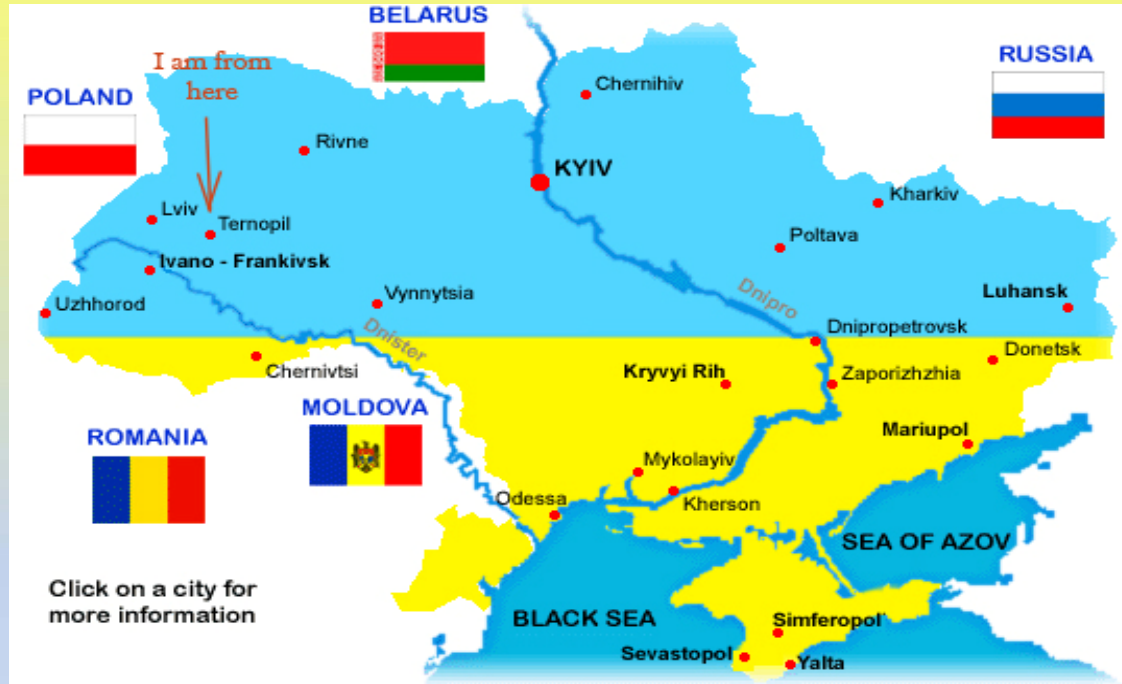 BELARUS
I am from
here
RUSSIA
POLAND
Chernihiv
Rivne
KYIV
Kharkiv
Lviv
Ternopil
Poltava
Ivano - Frankivsk
Uzhhorod
Vynnytsia
Dnipro
Luhansk
Dnister
Dnipropetrovsk
Donetsk
Chernivtsi
Kryvyi Rih
Zaporizhzhia
MOLDOVA
ROMANIA
Mariupol
Mykolayiv
Odessa
Kherson
SEA OF AZOV
Click on a city for
more information
BLACK SEA
Simferopol
Sevastopol
Yalta